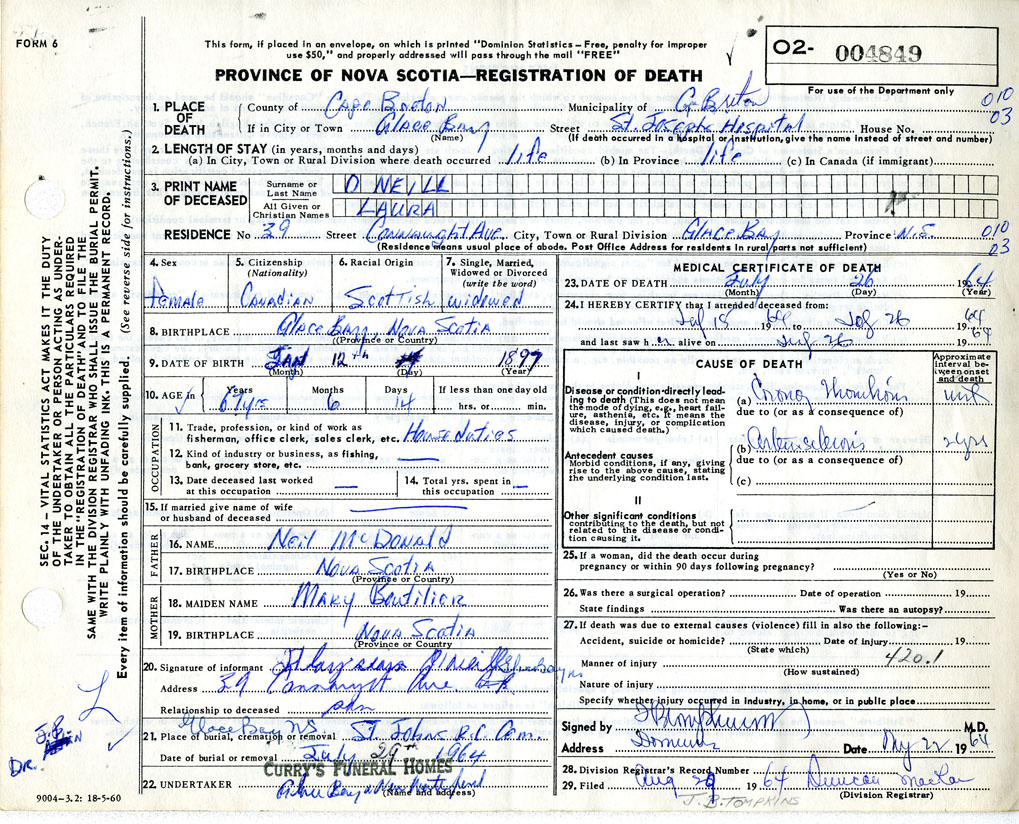 FORM 6
This form, if placed in an envelope, on which is printed "Dominion Statistics – Free, penalty for improper
use $50," and properly addressed will pass through the mail "FREE"
PROVINCE OF NOVA SCOTIA—REGISTRATION OF DEATH
02- 004849
For use of the Department only
010
03
1. PLACE OF DEATH
County of Cape Breton Municipality of C. Breton
If in City or Town Glace Bay Street St. Josephs Hospital House No.
(Name) (If death occurred in a hospital or institution, give the name instead of street and number)
2. LENGTH OF STAY (in years, months and days)
(a) In City, Town or Rural Division where death occurred life (b) In Province life (c) In Canada (if immigrant)
3. PRINT NAME OF DECEASED
Surname or Last Name O NEILL
All Given or Christian Names LAURA
RESIDENCE No 39 Street Connaught Ave. City, Town or Rural Division Glace Bay Province N.S.
010
03
(Residence means usual place of abode. Post Office Address for residents in rural parts not sufficient)
4. Sex Female
5. Citizenship (Nationality) Canadian
6. Racial Origin Scottish
7. Single, Married, Widowed or Divorced (write the word) widowed
8. BIRTHPLACE Glace Bay Nova Scotia
(Province or Country)
9. DATE OF BIRTH JAN 12th 1897
(Month) (Day) (Year)
10. AGE in Years 67 yrs Months 6 Days 14 If less than one day old
hrs. or min.
OCCUPATION
11. Trade, profession, or kind of work as fisherman, office clerk, sales clerk, etc. House duties
12. Kind of industry or business, as fishing, bank, grocery store, etc. —
13. Date deceased last worked at this occupation —
14. Total yrs. spent in this occupation —
15. If married give name of wife or husband of deceased
FATHER
16. NAME Neil McDonald
17. BIRTHPLACE Nova Scotia
(Province or Country)
MOTHER
18. MAIDEN NAME Mary Boutilier
19. BIRTHPLACE Nova Scotia
(Province or Country)
20. Signature of informant O'Neill Glace Bay NS
Address 39 Connaught Ave.
Relationship to deceased son
Glace Bay N.S.
21. Place of burial, cremation or removal St. Johns R.C. Cem.
Date of burial or removal July 29th 1964
CURRY'S FUNERAL HOMES
22. UNDERTAKER Glace Bay & New Waterford
(Name and address)
9004-3.2: 18-5-60
MEDICAL CERTIFICATE OF DEATH
23. DATE OF DEATH July 26 1964
(Month) (Day) (Year)
24. I HEREBY CERTIFY that I attended deceased from:
July 15 1964 to July 26 1964
and last saw h er alive on July 26 1964
CAUSE OF DEATH
Approximate interval between onset and death
I
Disease or condition directly leading to death (This does not mean the mode of dying, e.g., heart failure, asthenia, etc. It means the disease, injury, or complication which caused death.)
(a) Coronary Thrombosis wk
due to (or as a consequence of)
Antecedent causes
Morbid conditions, if any, giving rise to the above cause, stating the underlying condition last.
(b) Arteriosclerosis 2 yrs
due to (or as a consequence of)
(c)
II
Other significant conditions
contributing to the death, but not related to the disease or condition causing it.
25. If a woman, did the death occur during pregnancy or within 90 days following pregnancy?
(Yes or No)
26. Was there a surgical operation? Date of operation 19
State findings Was there an autopsy?
27. If death was due to external causes (violence) fill in also the following:-
Accident, suicide or homicide? Date of injury 19
(State which)
420.1
Manner of injury
(How sustained)
Nature of injury
Specify whether injury occurred in industry, in home, or in public place.
Signed by M.D.
Address Dominion Date 22 1964
28. Division Registrar's Record Number
29. Filed Aug 29 1964 Duncan
(Division Registrar)
J. B. TOMPKINS
SEC. 14 – VITAL STATISTICS ACT MAKES IT THE DUTY
OF THE UNDERTAKER OR PERSON ACTING AS UNDER-
TAKER TO OBTAIN ALL THE PARTICULARS REQUIRED
IN THE "REGISTRATION OF DEATH" AND TO FILE THE
SAME WITH THE DIVISION REGISTRAR WHO SHALL ISSUE THE BURIAL PERMIT.
WRITE PLAINLY WITH UNFADING INK. THIS IS A PERMANENT RECORD.
Every item of information should be carefully supplied. (See reverse side for instructions.)
J.B.
DR.